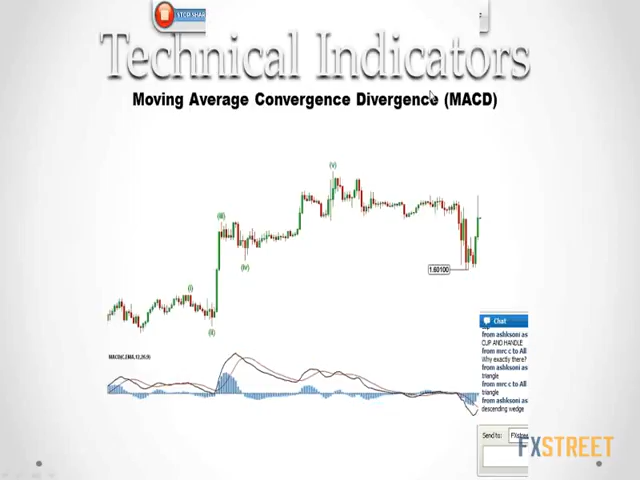 STOP SHAR
Technical Indicators
Moving Average Convergence Divergence (MACD)
(v)
(iii)
(iv)
1.60100
(i)
(ii)
MACD(C,EMA,12,26,9)
Chat
from ashksoni as
CUP AND HANDLE
from mrc c to All
Why exactly there?
from ashksoni as
triangle
from mrc c to All
triangle
from ashksoni as
descending wedge
Send to:
FXSTREET